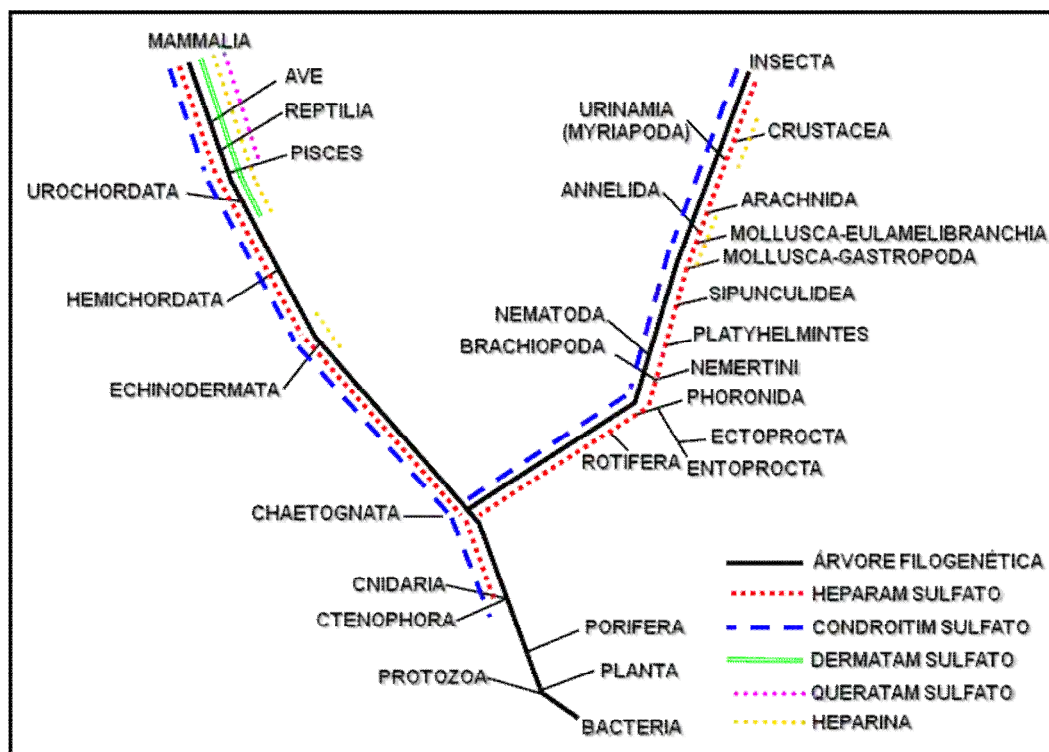 MAMMALIA
AVE
REPTILIA
PISCES
UROCHORDATA
HEMICHORDATA
ECHINODERMATA
CHAETOGNATA
CNIDARIA
CTENOPHORA
PORIFERA
PROTOZOA
PLANTA
BACTERIA
INSECTA
URINAMIA
(MYRIAPODA)
CRUSTACEA
ANNELIDA
ARACHNIDA
MOLLUSCA-EULAMELIBRANCHIA
MOLLUSCA-GASTROPODA
SIPUNCULIDEA
NEMATODA
PLATYHELMINTES
BRACHIOPODA
NEMERTINI
PHORONIDA
ECTOPROCTA
ROTIFERA
ENTOPROCTA
ÁRVORE FILOGENÉTICA
HEPARAM SULFATO
CONDROITIM SULFATO
DERMATAM SULFATO
QUERATAM SULFATO
HEPARINA